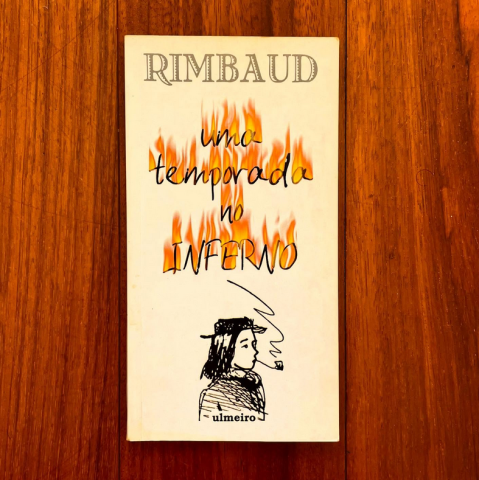 RIMBAUD
uma
temporada
no
INFERNO
ulmeiro